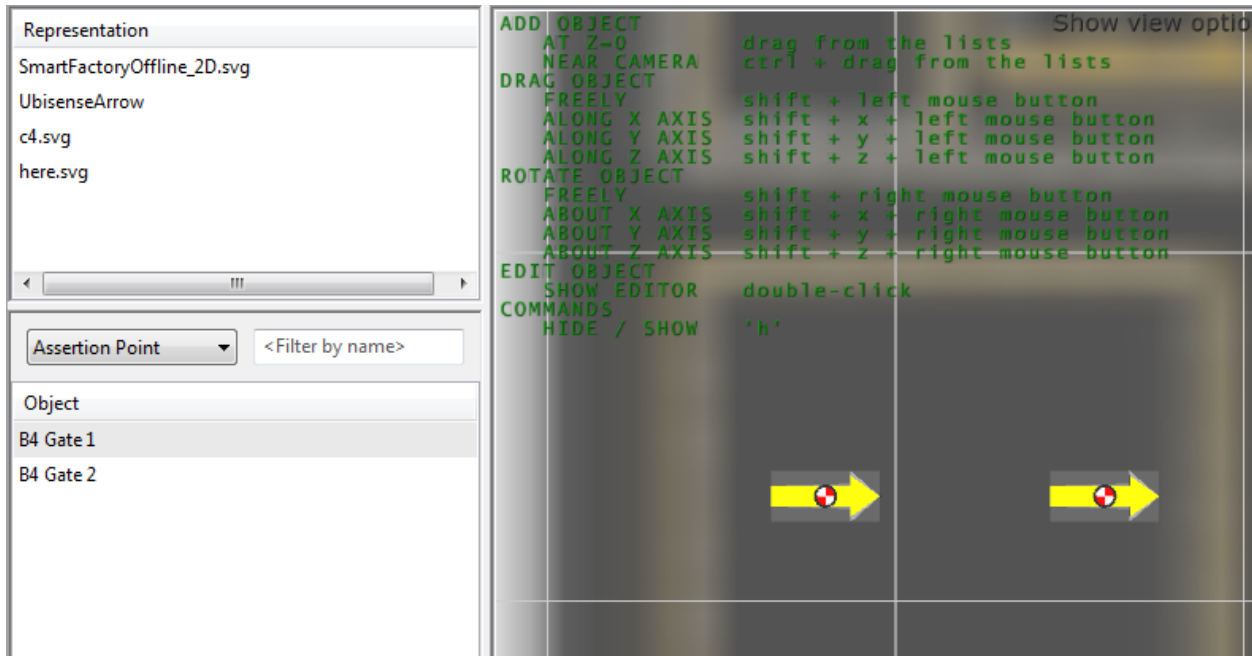 Representation
SmartFactoryOffline_2D.svg
UbisenseArrow
c4.svg
here.svg
Assertion Point
<Filter by name>
Object
B4 Gate 1
B4 Gate 2
Show view optio
ADD OBJECT
AT Z=0 drag from the lists
NEAR CAMERA ctrl + drag from the lists
DRAG OBJECT
FREELY shift + left mouse button
ALONG X AXIS shift + x + left mouse button
ALONG Y AXIS shift + y + left mouse button
ALONG Z AXIS shift + z + left mouse button
ROTATE OBJECT
FREELY shift + right mouse button
ABOUT X AXIS shift + x + right mouse button
ABOUT Y AXIS shift + y + right mouse button
ABOUT Z AXIS shift + z + right mouse button
EDIT OBJECT
SHOW EDITOR double-click
COMMANDS
HIDE / SHOW 'h'